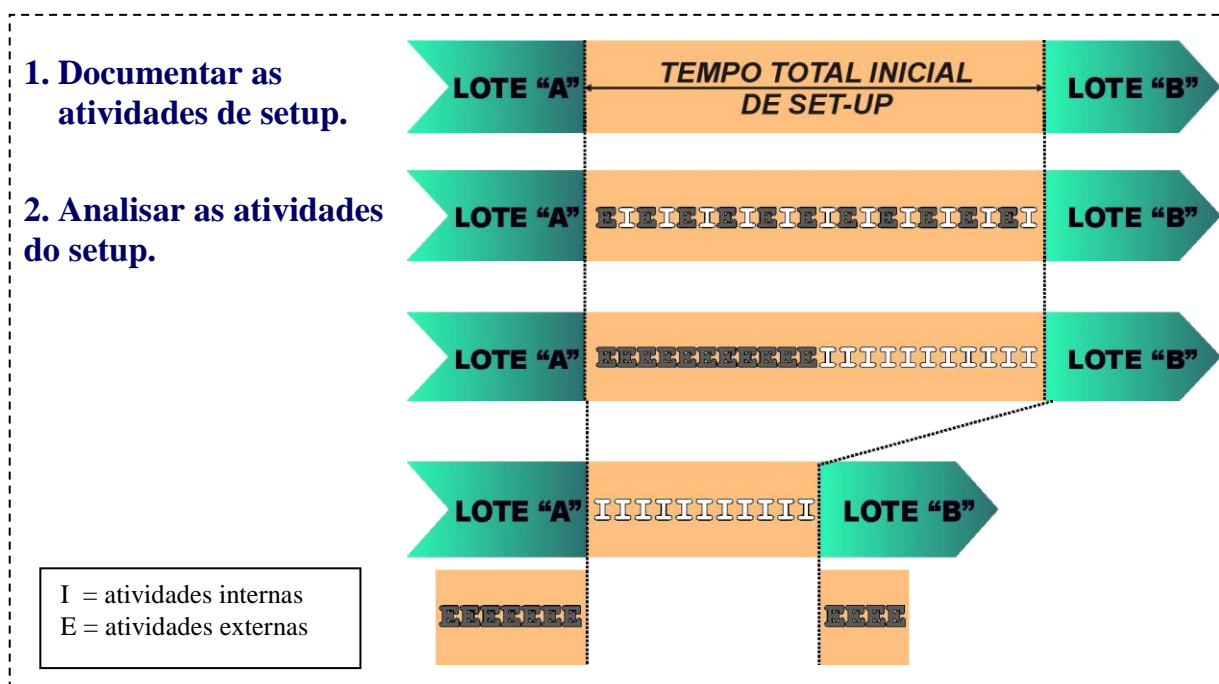 1. Documentar as
atividades de setup.
LOTE “A”
TEMPO TOTAL INICIAL
DE SET-UP
LOTE “B”
2. Analisar as atividades
do setup.
LOTE “A”
EIEIEIEIEIEIEIEIEIEIEI
LOTE “B”
LOTE “A”
EEEEEEEEEEEIIIIIIIIIII
LOTE “B”
LOTE “A”
IIIIIIIIIII
LOTE “B”
I = atividades internas
E = atividades externas
EEEEEEE
EEEE